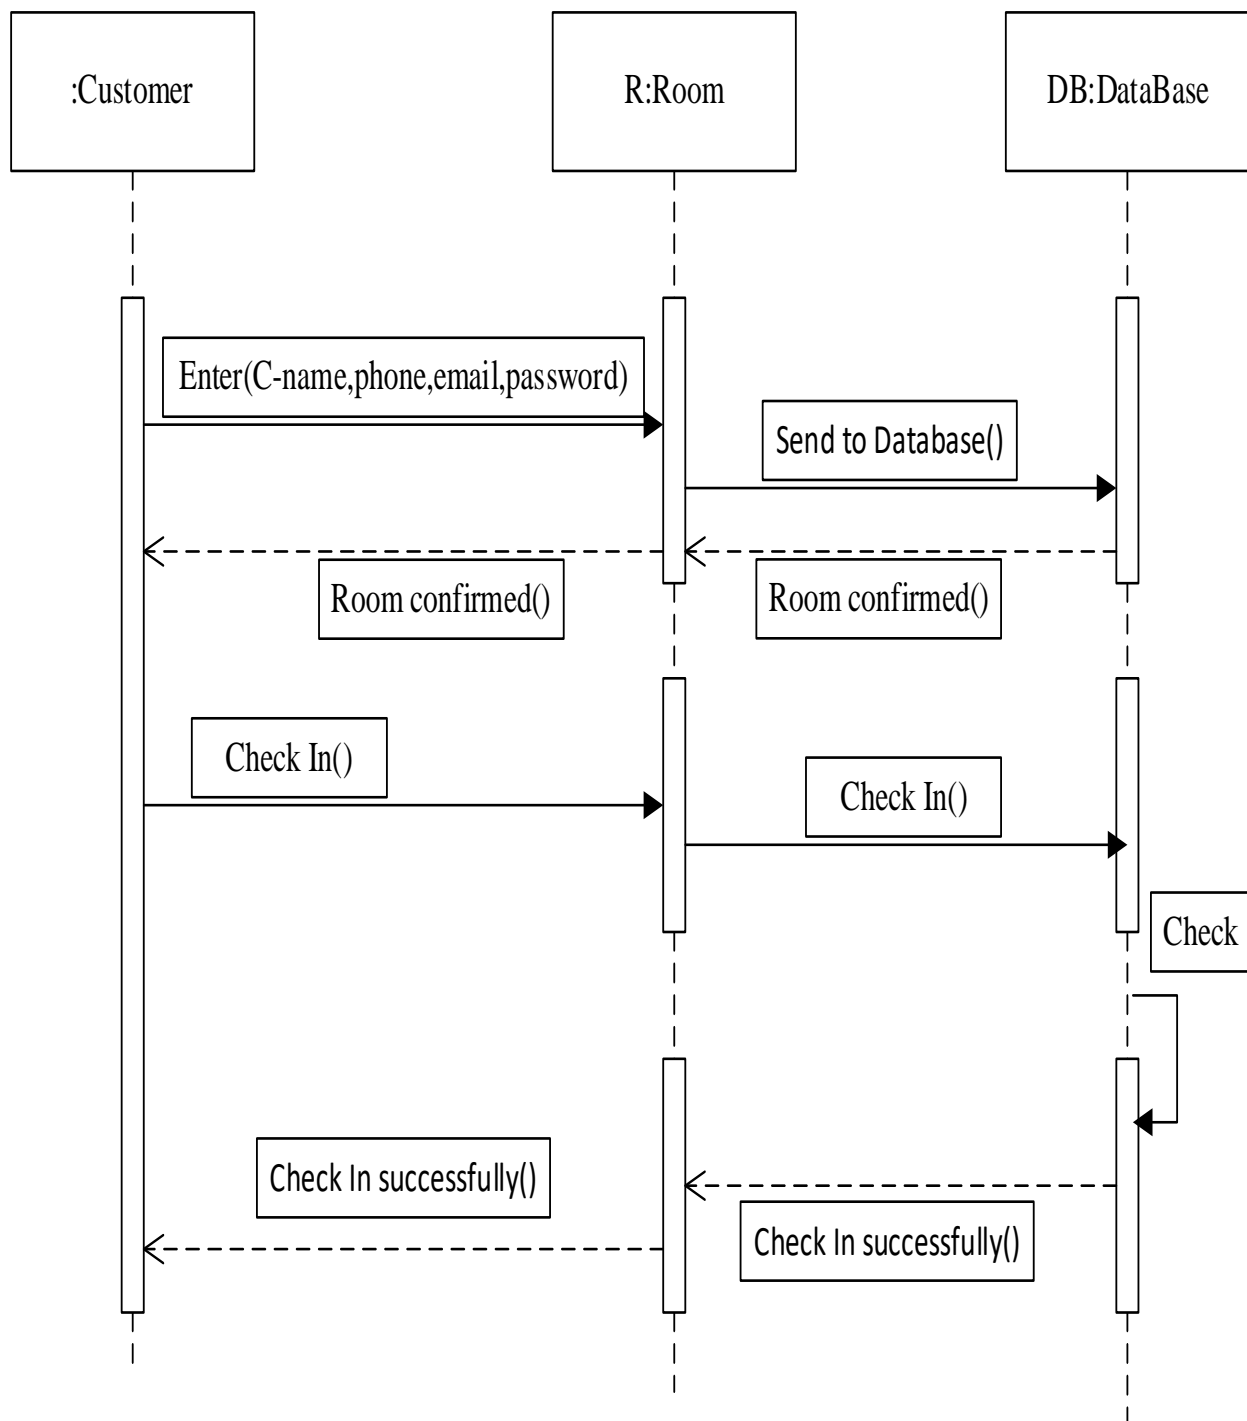 :Customer
R:Room
DB:DataBase
Enter(C-name,phone,email,password)
Send to Database()
Room confirmed()
Room confirmed()
Check In()
Check In()
Check
Check In successfully()
Check In successfully()